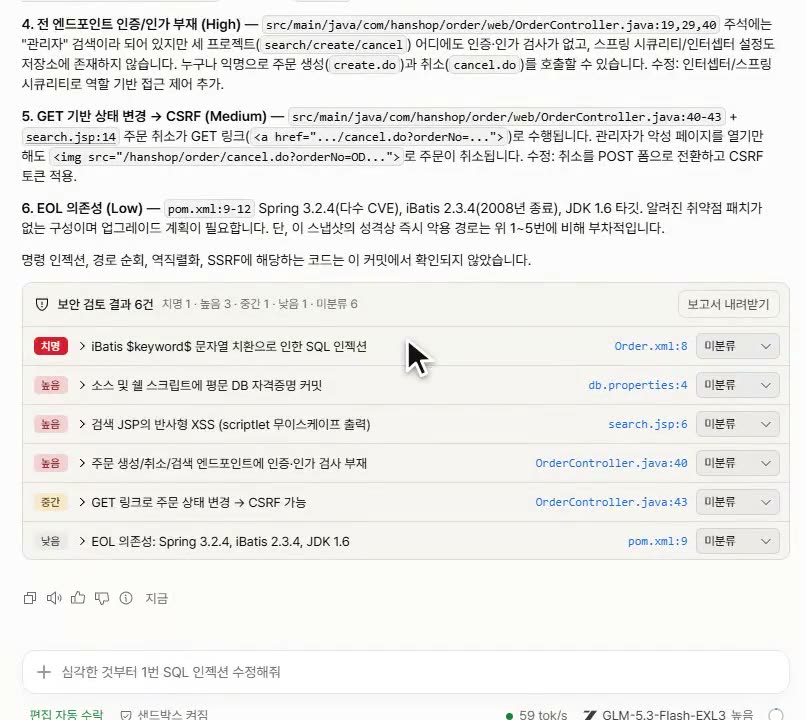 4. 전 엔드포인트 인증/인가 부재 (High) — src/main/java/com/hanshop/order/web/OrderController.java:19,29,40 주석에는
"관리자" 검색이라 되어 있지만 세 프로젝트(search/create/cancel) 어디에도 인증·인가 검사가 없고, 스프링 시큐리티/인터셉터 설정도
저장소에 존재하지 않습니다. 누구나 익명으로 주문 생성(create.do)과 취소(cancel.do)를 호출할 수 있습니다. 수정: 인터셉터/스프링
시큐리티로 역할 기반 접근 제어 추가.
5. GET 기반 상태 변경 → CSRF (Medium) — src/main/java/com/hanshop/order/web/OrderController.java:40-43 +
search.jsp:14 주문 취소가 GET 링크(<a href=".../cancel.do?orderNo=...">)로 수행됩니다. 관리자가 악성 페이지를 열기만
해도 <img src="/hanshop/order/cancel.do?orderNo=OD...">로 주문이 취소됩니다. 수정: 취소를 POST 폼으로 전환하고 CSRF
토큰 적용.
6. EOL 의존성 (Low) — pom.xml:9-12 Spring 3.2.4(다수 CVE), iBatis 2.3.4(2008년 종료), JDK 1.6 타깃. 알려진 취약점 패치가
없는 구성이며 업그레이드 계획이 필요합니다. 단, 이 스냅샷의 성격상 즉시 악용 경로는 위 1~5번에 비해 부차적입니다.
명령 인젝션, 경로 순회, 역직렬화, SSRF에 해당하는 코드는 이 커밋에서 확인되지 않았습니다.
보안 검토 결과 6건 치명 1 · 높음 3 · 중간 1 · 낮음 1 · 미분류 6 보고서 내려받기
치명 iBatis $keyword$ 문자열 치환으로 인한 SQL 인젝션 Order.xml:8 미분류
높음 소스 및 쉘 스크립트에 평문 DB 자격증명 커밋 db.properties:4 미분류
높음 검색 JSP의 반사형 XSS (scriptlet 무이스케이프 출력) search.jsp:6 미분류
높음 주문 생성/취소/검색 엔드포인트에 인증·인가 검사 부재 OrderController.java:40 미분류
중간 GET 링크로 주문 상태 변경 → CSRF 가능 OrderController.java:43 미분류
낮음 EOL 의존성: Spring 3.2.4, iBatis 2.3.4, JDK 1.6 pom.xml:9 미분류
지금
심각한 것부터 1번 SQL 인젝션 수정해줘
편집 자동 수락 샌드박스 켜짐 59 tok/s GLM-5.3-Flash-EXL3 높음